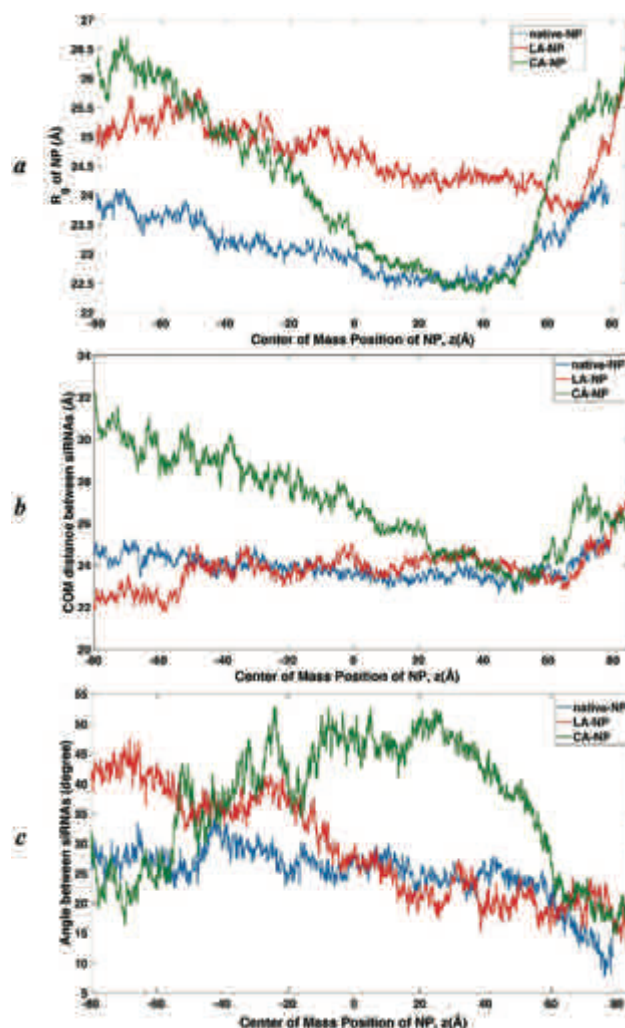 a
R_g of NP (Å)
26.5
26
25.5
25
24.5
24
23.5
23
22.5
22
native-NP
LA-NP
CA-NP
-80 -60 -40 -20 0 20 40 60 80
Center of Mass Position of NP, z(Å)
b
COM distance between siRNAs (Å)
34
32
30
28
26
24
22
20
native-NP
LA-NP
CA-NP
-80 -60 -40 -20 0 20 40 60 80
Center of Mass Position of NP, z(Å)
c
Angle between siRNAs (degree)
55
50
45
40
35
30
25
20
15
10
5
native-NP
LA-NP
CA-NP
-80 -60 -40 -20 0 20 40 60 80
Center of Mass Position of NP, z(Å)